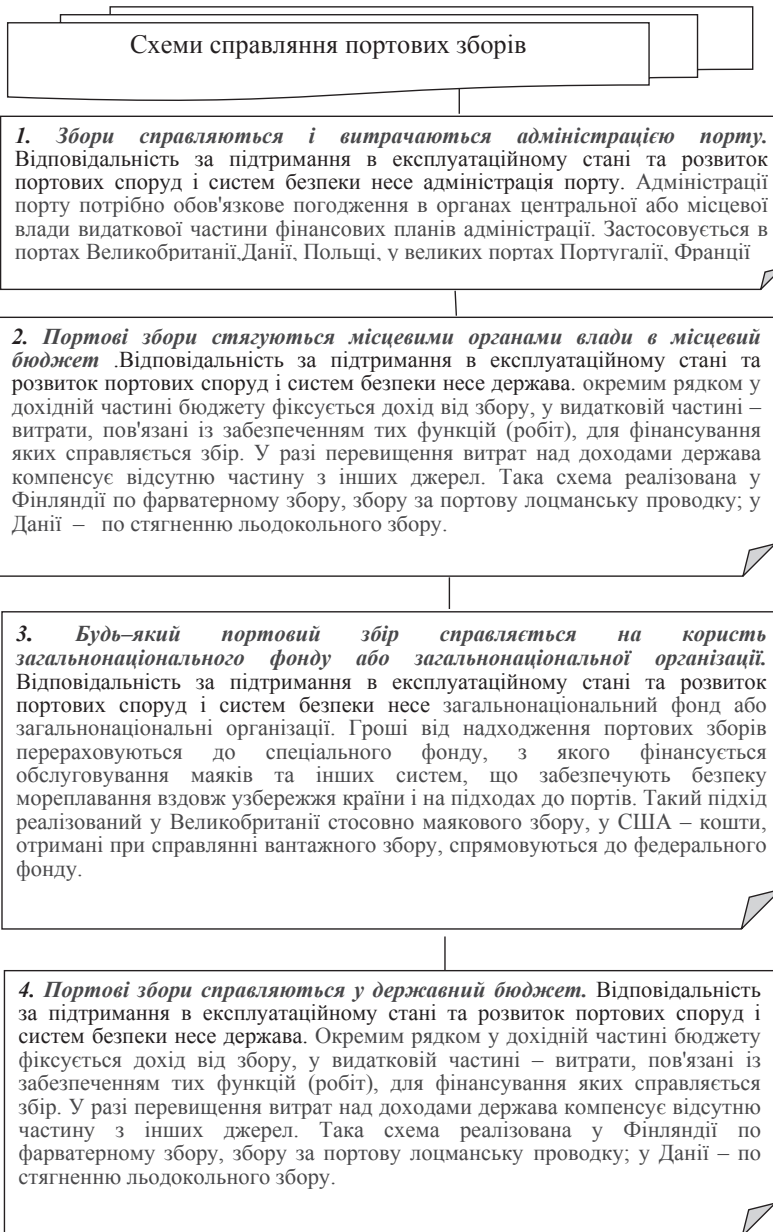 Схеми справляння портових зборів
1. Збори справляються і витрачаються адміністрацією порту.
Відповідальність за підтримання в експлуатаційному стані та розвиток
портових споруд і систем безпеки несе адміністрація порту. Адміністрації
порту потрібно обов'язкове погодження в органах центральної або місцевої
влади видаткової частини фінансових планів адміністрації. Застосовується в
портах Великобританії,Данії, Польщі, у великих портах Португалії, Франції
2. Портові збори стягуються місцевими органами влади в місцевий
бюджет .Відповідальність за підтримання в експлуатаційному стані та
розвиток портових споруд і систем безпеки несе держава. окремим рядком у
дохідній частині бюджету фіксується дохід від збору, у видатковій частині –
витрати, пов'язані із забезпеченням тих функцій (робіт), для фінансування
яких справляється збір. У разі перевищення витрат над доходами держава
компенсує відсутню частину з інших джерел. Така схема реалізована у
Фінляндії по фарватерному збору, збору за портову лоцманську проводку; у
Данії – по стягненню льодокольного збору.
3. Будь–який портовий збір справляється на користь
загальнонаціонального фонду або загальнонаціональної організації.
Відповідальність за підтримання в експлуатаційному стані та розвиток
портових споруд і систем безпеки несе загальнонаціональний фонд або
загальнонаціональні організації. Гроші від надходження портових зборів
перераховуються до спеціального фонду, з якого фінансується
обслуговування маяків та інших систем, що забезпечують безпеку
мореплавання вздовж узбережжя країни і на підходах до портів. Такий підхід
реалізований у Великобританії стосовно маякового збору, у США – кошти,
отримані при справлянні вантажного збору, спрямовуються до федерального
фонду.
4. Портові збори справляються у державний бюджет. Відповідальність
за підтримання в експлуатаційному стані та розвиток портових споруд і
систем безпеки несе держава. Окремим рядком у дохідній частині бюджету
фіксується дохід від збору, у видатковій частині – витрати, пов'язані із
забезпеченням тих функцій (робіт), для фінансування яких справляється
збір. У разі перевищення витрат над доходами держава компенсує відсутню
частину з інших джерел. Така схема реалізована у Фінляндії по
фарватерному збору, збору за портову лоцманську проводку; у Данії – по
стягненню льодокольного збору.